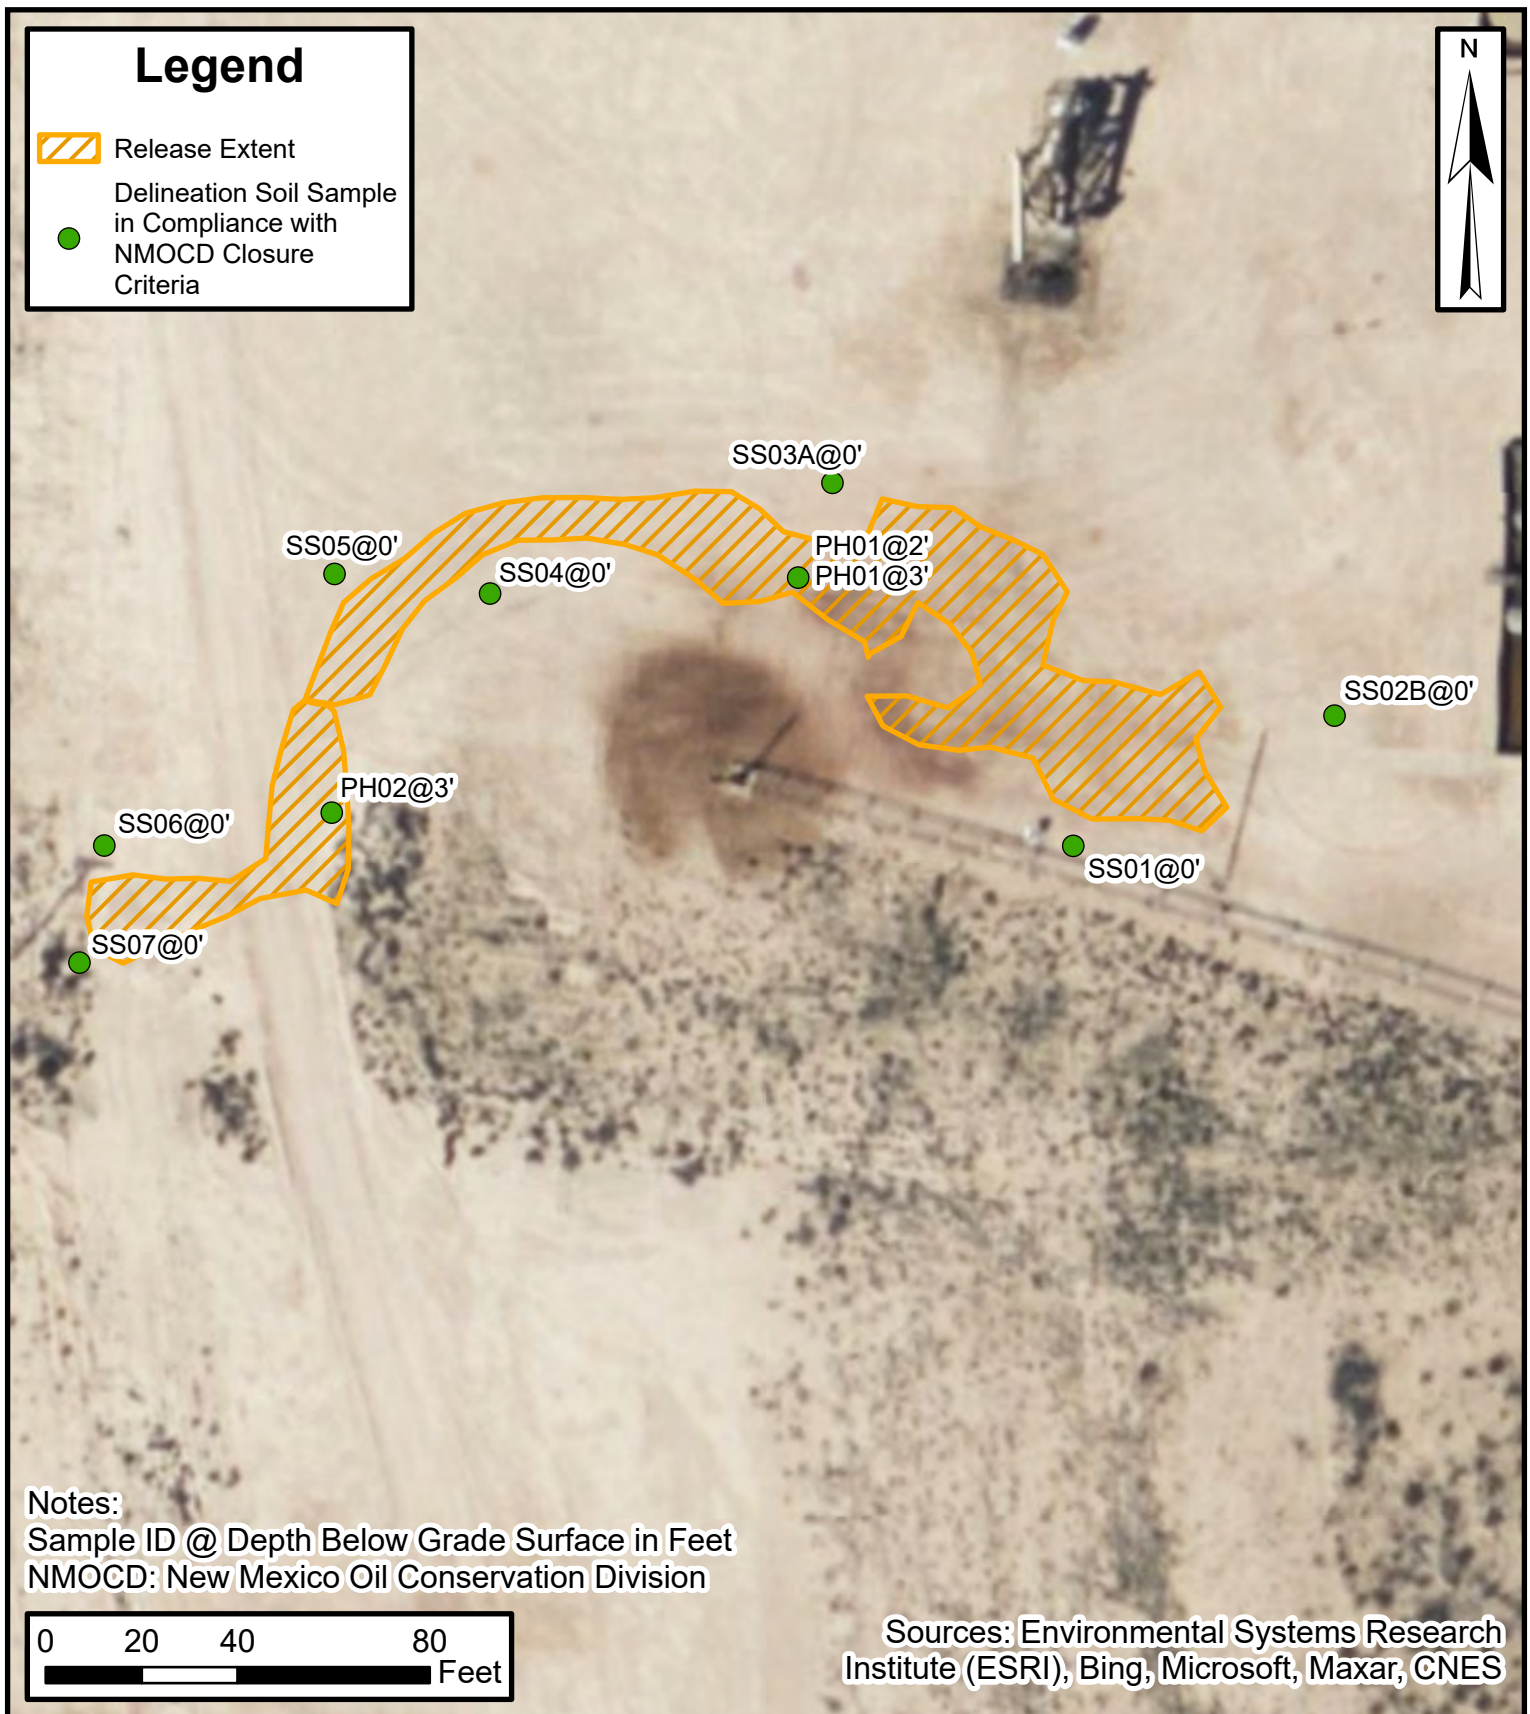 Legend
Release Extent
Delineation Soil Sample
in Compliance with
NMOCD Closure
Criteria
N
SS03A@0'
SS05@0'
SS04@0'
PH01@2'
PH01@3'
SS02B@0'
PH02@3'
SS06@0'
SS01@0'
SS07@0'
Notes:
Sample ID @ Depth Below Grade Surface in Feet
NMOCD: New Mexico Oil Conservation Division
0 20 40 80
Feet
Sources: Environmental Systems Research
Institute (ESRI), Bing, Microsoft, Maxar, CNES